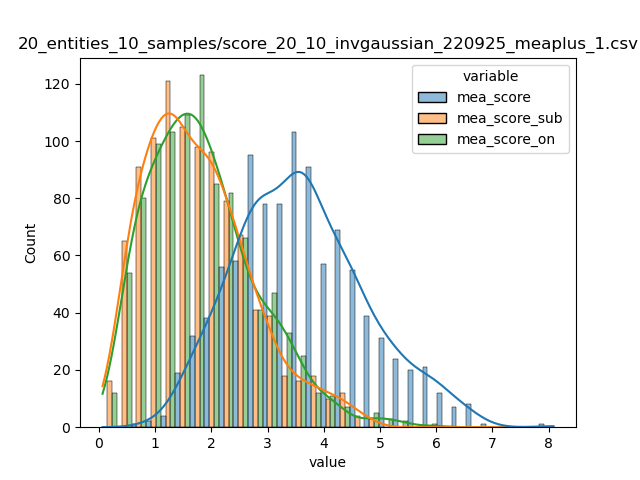 20_entities_10_samples/score_20_10_invgaussian_220925_meaplus_1.csv
variable
mea_score
mea_score_sub
mea_score_on
Count
120
100
80
60
40
20
0
0 1 2 3 4 5 6 7 8
value